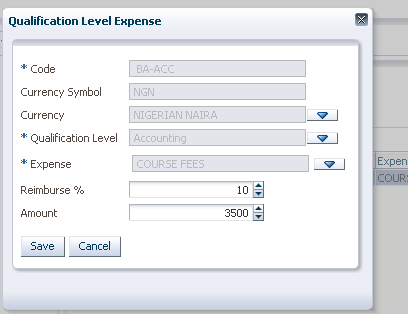 Qualification Level Expense
* Code BA-ACC
Currency Symbol NGN
Currency NIGERIAN NAIRA
* Qualification Level Accounting
* Expense COURSE FEES
Reimburse % 10
Amount 3500
Save Cancel
Expen
COURS